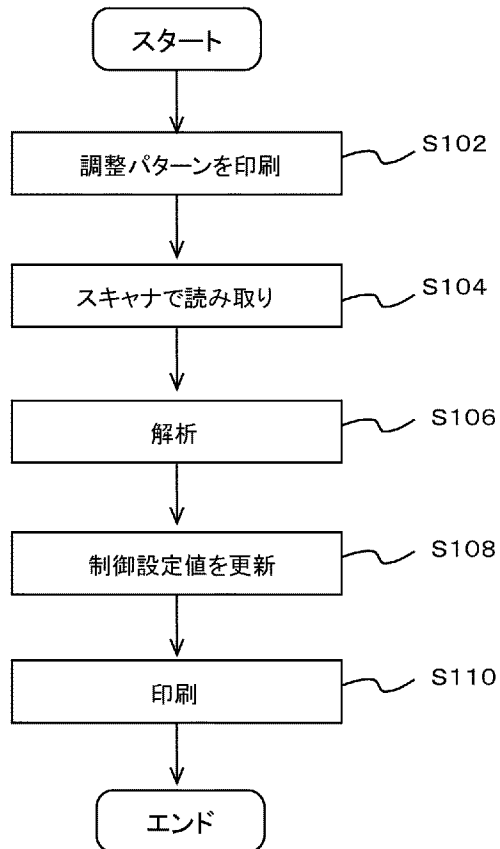 スタート
調整パターンを印刷
S102
スキャナで読み取り
S104
解析
S106
制御設定値を更新
S108
印刷
S110
エンド